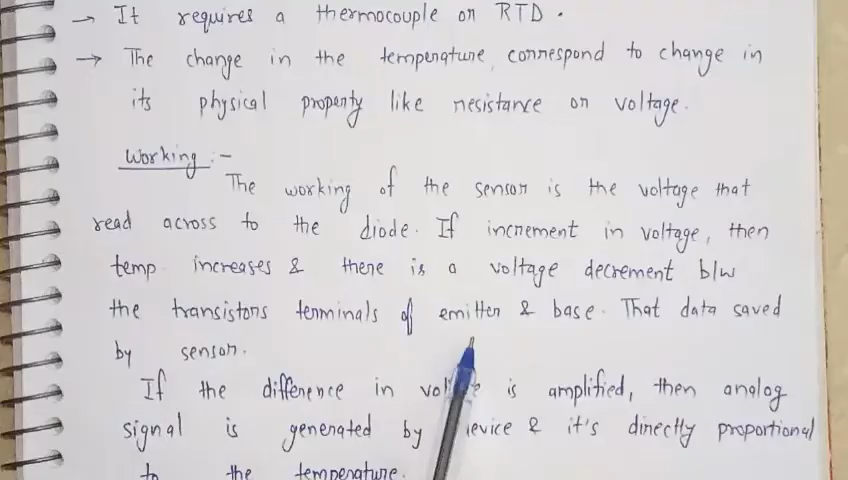 → It requires a thermocouple or RTD.
→ The change in the temperature, correspond to change in
its physical property like resistance or voltage.
Working :-
The working of the sensor is the voltage that
read across to the diode. If increment in voltage, then
temp. increases & there is a voltage decrement b/w
the transistors terminals of emitter & base. That data saved
by sensor.
If the difference in is amplified, then analog
signal is generated by & it's directly proportional
to the temperature.